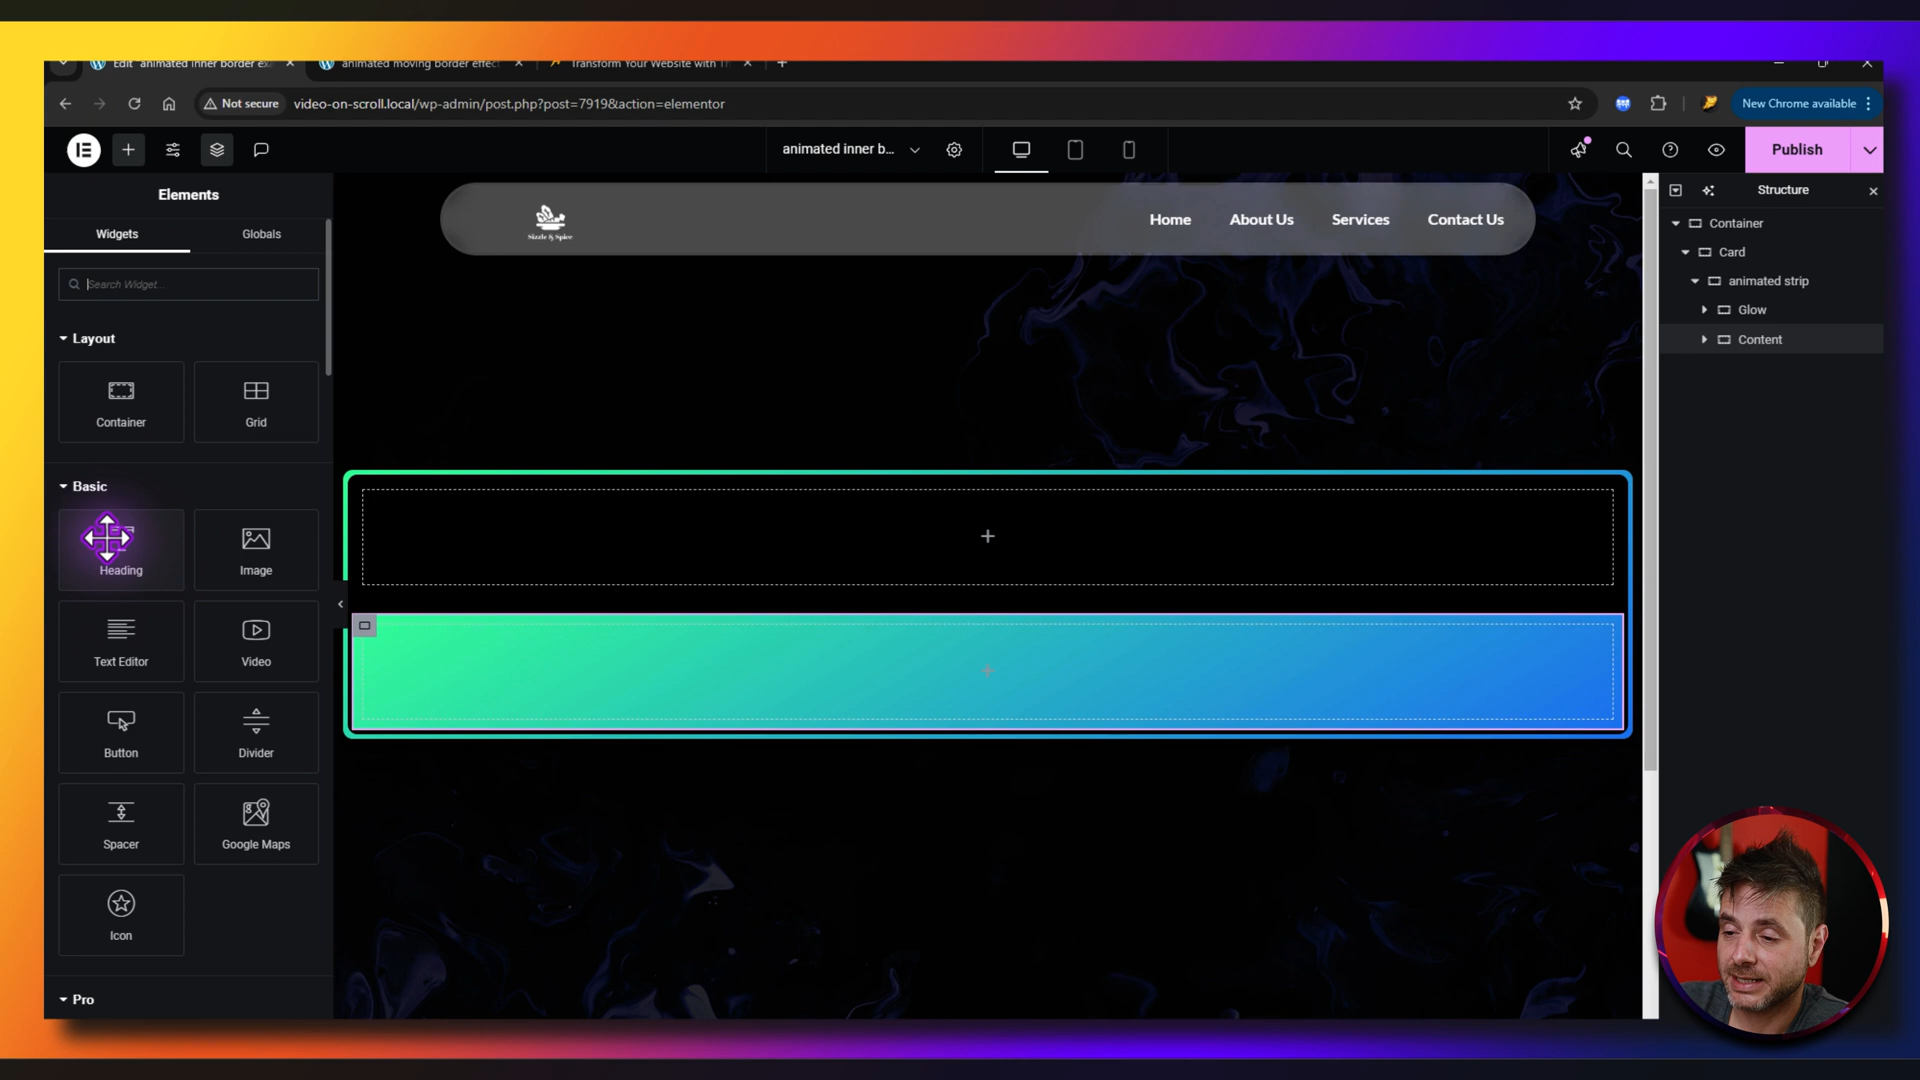 Edit "animated inner border ex
animated moving border effect
Transform Your Website with Th
Not secure
video-on-scroll.local/wp-admin/post.php?post=7919&action=elementor
New Chrome available
animated inner b...
Publish
Elements
Widgets
Globals
Search Widget...
Layout
Container
Grid
Basic
Heading
Image
Text Editor
Video
Button
Divider
Spacer
Google Maps
Icon
Pro
Sizzle & Spice
Home
About Us
Services
Contact Us
Structure
Container
Card
animated strip
Glow
Content